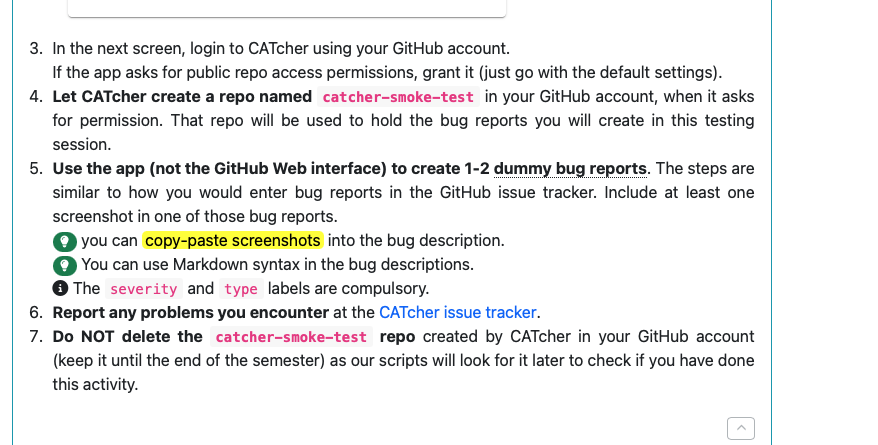 3. In the next screen, login to CATcher using your GitHub account.
If the app asks for public repo access permissions, grant it (just go with the default settings).
4. Let CATcher create a repo named catcher-smoke-test in your GitHub account, when it asks
for permission. That repo will be used to hold the bug reports you will create in this testing
session.
5. Use the app (not the GitHub Web interface) to create 1-2 dummy bug reports. The steps are
similar to how you would enter bug reports in the GitHub issue tracker. Include at least one
screenshot in one of those bug reports.
you can copy-paste screenshots into the bug description.
You can use Markdown syntax in the bug descriptions.
The severity and type labels are compulsory.
6. Report any problems you encounter at the CATcher issue tracker.
7. Do NOT delete the catcher-smoke-test repo created by CATcher in your GitHub account
(keep it until the end of the semester) as our scripts will look for it later to check if you have done
this activity.